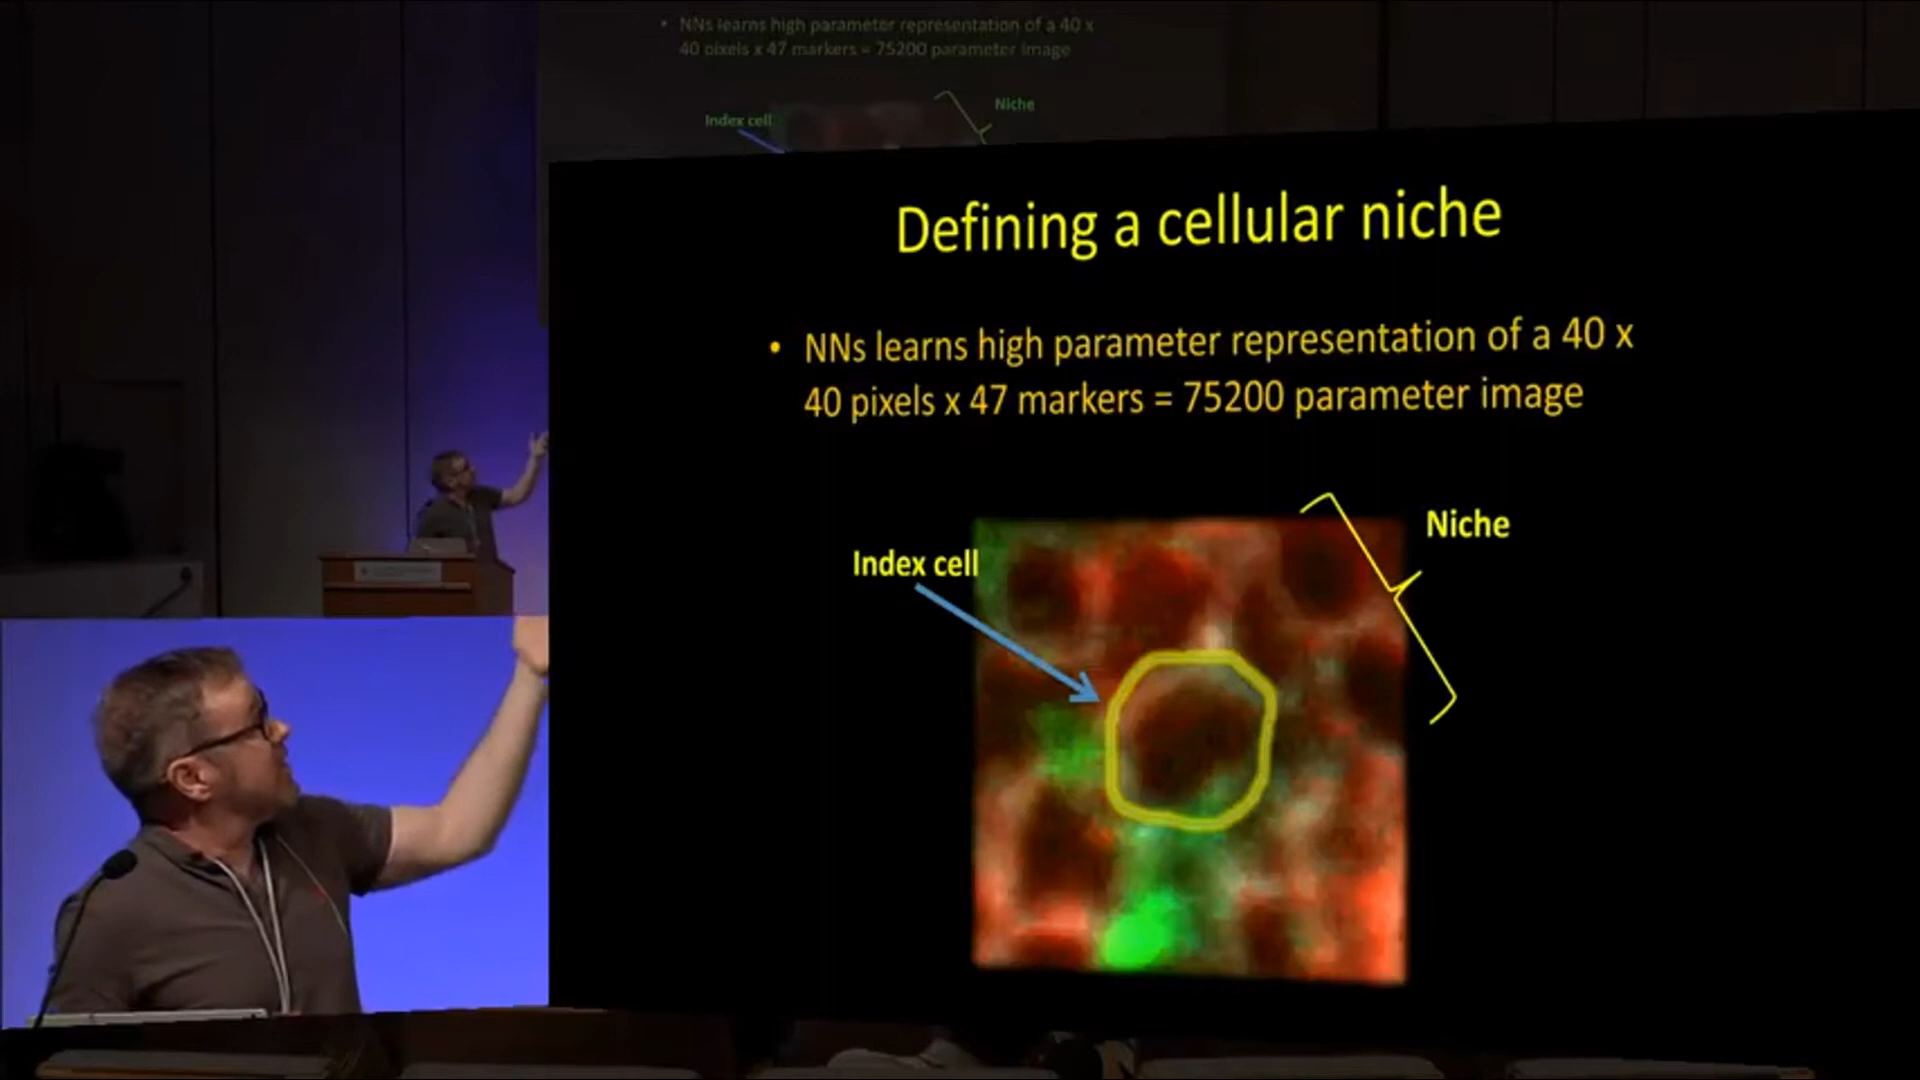 • NNs learns high parameter representation of a 40 x
40 pixels x 47 markers = 75200 parameter image
Niche
Index cell
Defining a cellular niche
• NNs learns high parameter representation of a 40 x
40 pixels x 47 markers = 75200 parameter image
Niche
Index cell